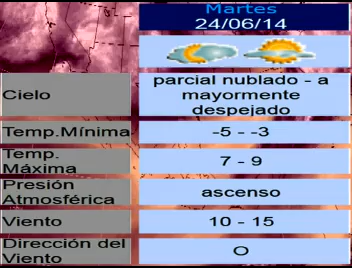 Martes
24/06/14
Cielo
parcial nublado - a
mayormente
despejado
Temp.Mínima
-5 - -3
Temp.
Máxima
7 - 9
Presión
Atmosférica
ascenso
Viento
10 - 15
Dirección del
Viento
O